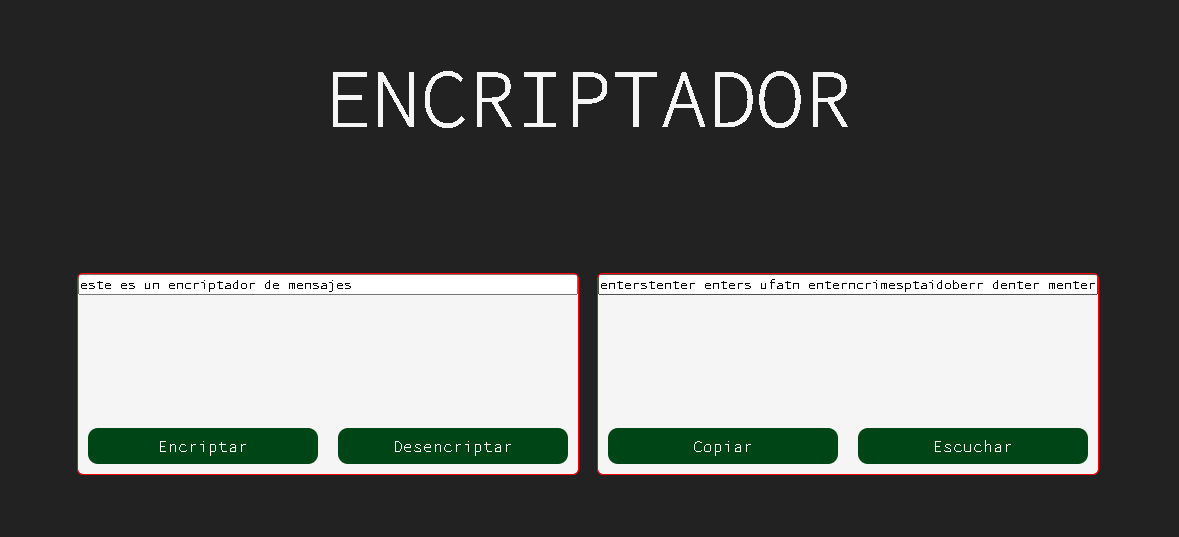 ENCRIPTADOR
este es un encriptador de mensajes
enterstenter enters ufatn enterncrimesptaidoberr denter menter
Encriptar
Desencriptar
Copiar
Escuchar